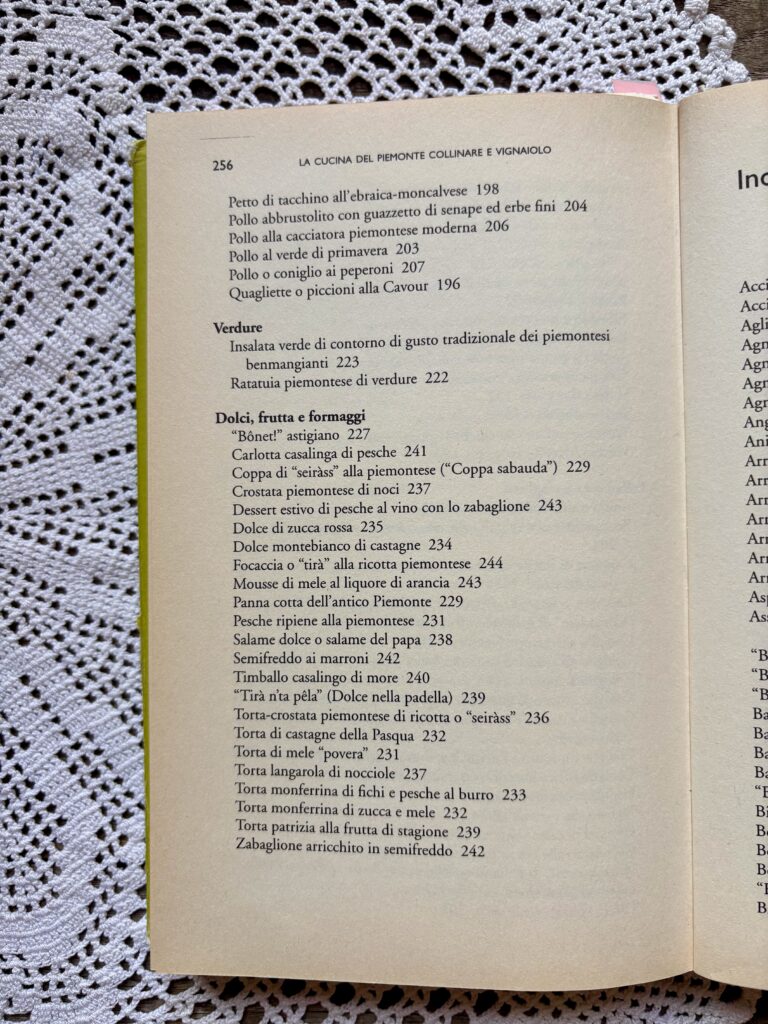 256
LA CUCINA DEL PIEMONTE COLLINARE E VIGNAIOLO
Petto di tacchino all'ebraica-moncalvese 198
Pollo abbrustolito con guazzetto di senape ed erbe fini 204
Pollo alla cacciatora piemontese moderna 206
Pollo al verde di primavera 203
Pollo o coniglio ai peperoni 207
Quagliette o piccioni alla Cavour 196
Verdure
Insalata verde di contorno di gusto tradizionale dei piemontesi
benmangianti 223
Ratatuia piemontese di verdure 222
Dolci, frutta e formaggi
"Bônet!" astigiano 227
Carlotta casalinga di pesche 241
Coppa di "seiràss" alla piemontese ("Coppa sabauda") 229
Crostata piemontese di noci 237
Dessert estivo di pesche al vino con lo zabaglione 243
Dolce di zucca rossa 235
Dolce montebianco di castagne 234
Focaccia o "tirà" alla ricotta piemontese 244
Mousse di mele al liquore di arancia 243
Panna cotta dell'antico Piemonte 229
Pesche ripiene alla piemontese 231
Salame dolce o salame del papa 238
Semifreddo ai marroni 242
Timballo casalingo di more 240
"Tirà n'ta pêla" (Dolce nella padella) 239
Torta-crostata piemontese di ricotta o "seiràss" 236
Torta di castagne della Pasqua 232
Torta di mele "povera" 231
Torta langarola di nocciole 237
Torta monferrina di fichi e pesche al burro 233
Torta monferrina di zucca e mele 232
Torta patrizia alla frutta di stagione 239
Zabaglione arricchito in semifreddo 242